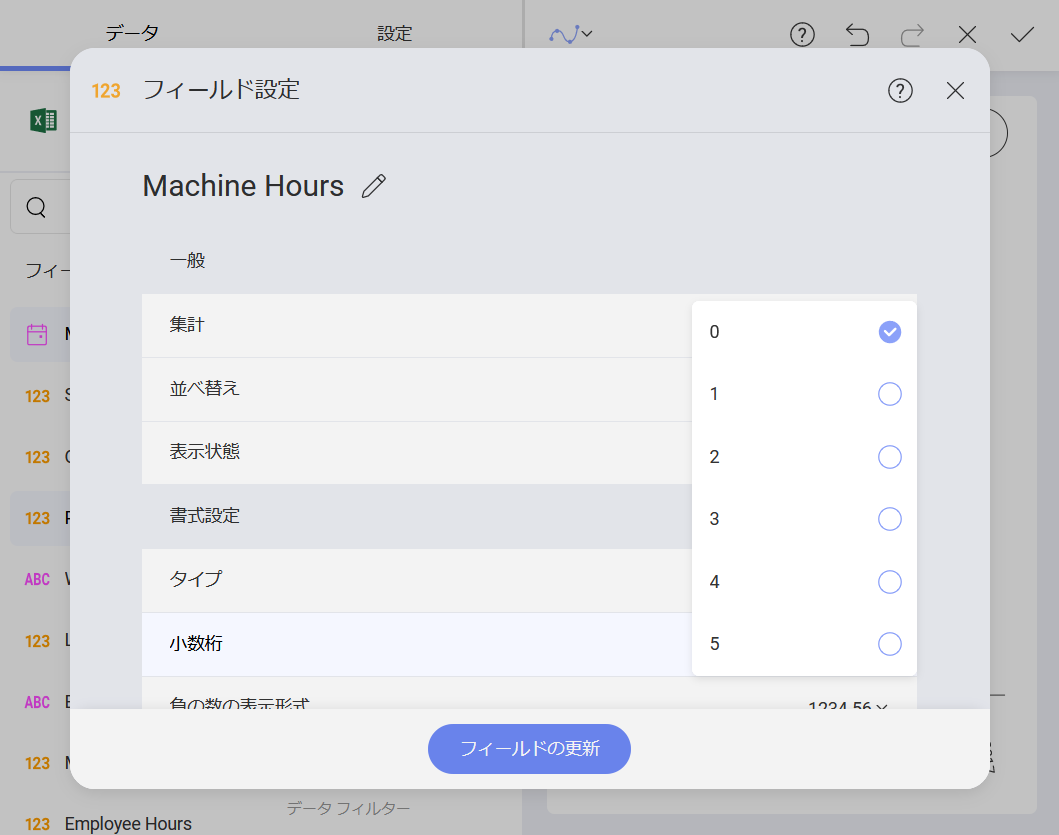 データ
設定
123 フィールド設定
Machine Hours
一般
集計
並べ替え
表示状態
書式設定
タイプ
小数桁
負の数の表示形式
1234.56
0
1
2
3
4
5
フィールドの更新
フィー
123
123
123
ABC
123
ABC
123
123 Employee Hours
データ フィルター